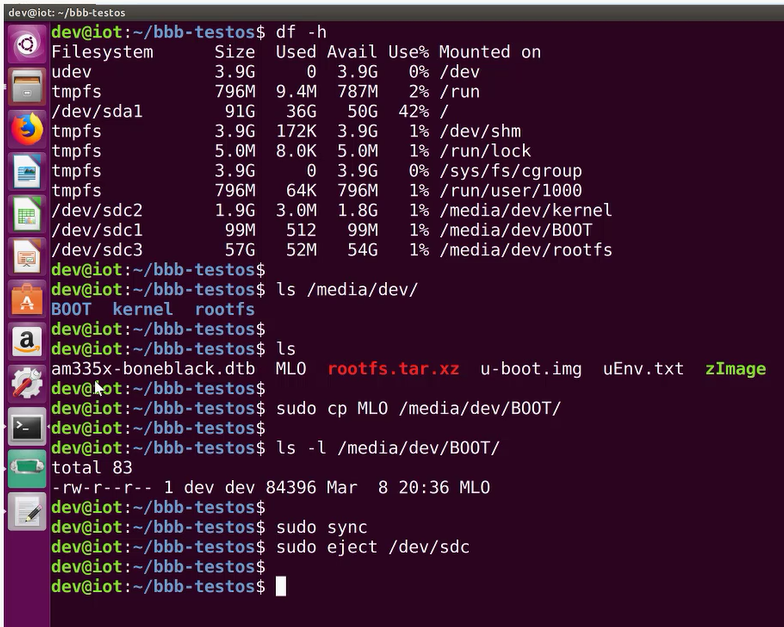 dev@iot: ~/bbb-testos
dev@iot:~/bbb-testos$ df -h
Filesystem      Size  Used Avail Use% Mounted on
udev            3.9G     0  3.9G   0% /dev
tmpfs           796M  9.4M  787M   2% /run
/dev/sda1        91G   36G   50G  42% /
tmpfs           3.9G  172K  3.9G   1% /dev/shm
tmpfs           5.0M  8.0K  5.0M   1% /run/lock
tmpfs           3.9G     0  3.9G   0% /sys/fs/cgroup
tmpfs           796M   64K  796M   1% /run/user/1000
/dev/sdc2       1.9G  3.0M  1.8G   1% /media/dev/kernel
/dev/sdc1        99M   512   99M   1% /media/dev/BOOT
/dev/sdc3        57G   52M   54G   1% /media/dev/rootfs
dev@iot:~/bbb-testos$
dev@iot:~/bbb-testos$ ls /media/dev/
BOOT  kernel  rootfs
dev@iot:~/bbb-testos$
dev@iot:~/bbb-testos$ ls
am335x-boneblack.dtb  MLO  rootfs.tar.xz  u-boot.img  uEnv.txt  zImage
dev@iot:~/bbb-testos$
dev@iot:~/bbb-testos$ sudo cp MLO /media/dev/BOOT/
dev@iot:~/bbb-testos$
dev@iot:~/bbb-testos$ ls -l /media/dev/BOOT/
total 83
-rw-r--r-- 1 dev dev 84396 Mar  8 20:36 MLO
dev@iot:~/bbb-testos$
dev@iot:~/bbb-testos$ sudo sync
dev@iot:~/bbb-testos$ sudo eject /dev/sdc
dev@iot:~/bbb-testos$
dev@iot:~/bbb-testos$